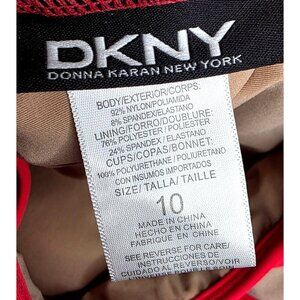 DKNY
DONNA KARAN NEW YORK
BODY/EXTERIOR/CORPS:
92% NYLON/POLIAMIDA
8% SPANDEX/ELASTANO
LINING/FORRO/DOUBLURE:
76% POLYESTER / POLIESTER
24% SPANDEX / ELASTANO
CUPS/COPAS/BONNET:
100% POLYURETHANE / POLIURETANO
CON INSUMOS IMPORTADOS
SIZE/TALLA/TAILLE
10
MADE IN CHINA
HECHO EN CHINA
FABRIQUE EN CHINE
SEE REVERSE FOR CARE/
INSTRUCCIONES DE
CUIDADO AL REVERSO/VOIR